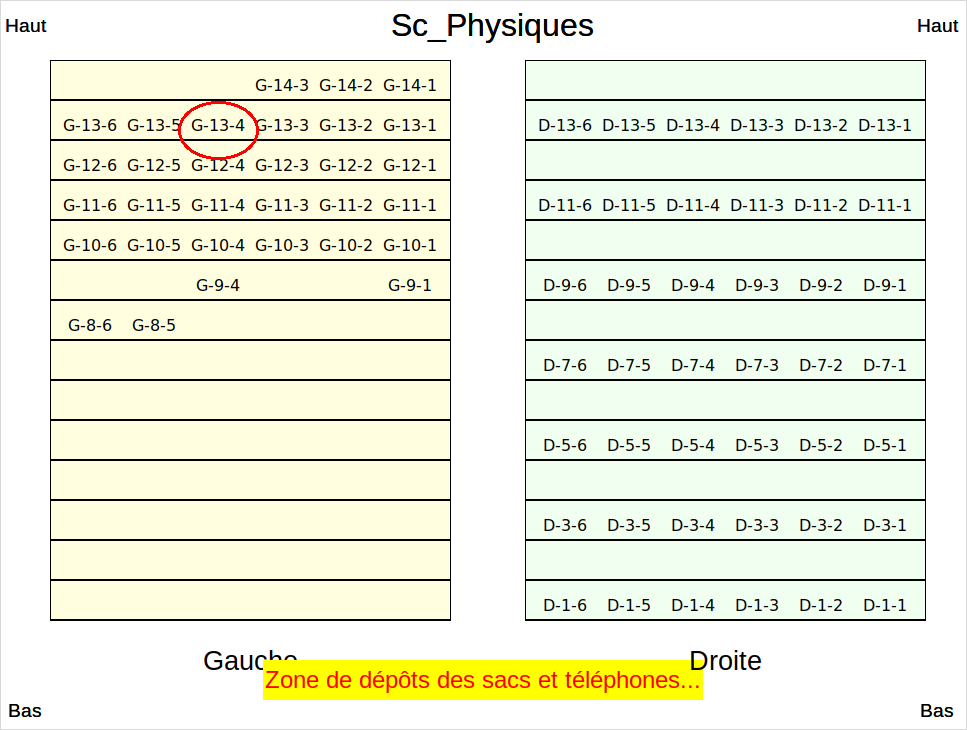 Haut Sc_Physiques Haut
G-14-3 G-14-2 G-14-1
G-13-6 G-13-5 G-13-4 G-13-3 G-13-2 G-13-1 D-13-6 D-13-5 D-13-4 D-13-3 D-13-2 D-13-1
G-12-6 G-12-5 G-12-4 G-12-3 G-12-2 G-12-1
G-11-6 G-11-5 G-11-4 G-11-3 G-11-2 G-11-1 D-11-6 D-11-5 D-11-4 D-11-3 D-11-2 D-11-1
G-10-6 G-10-5 G-10-4 G-10-3 G-10-2 G-10-1
G-9-4 G-9-1 D-9-6 D-9-5 D-9-4 D-9-3 D-9-2 D-9-1
G-8-6 G-8-5
D-7-6 D-7-5 D-7-4 D-7-3 D-7-2 D-7-1
D-5-6 D-5-5 D-5-4 D-5-3 D-5-2 D-5-1
D-3-6 D-3-5 D-3-4 D-3-3 D-3-2 D-3-1
D-1-6 D-1-5 D-1-4 D-1-3 D-1-2 D-1-1
Gauche Droite
Zone de dépôts des sacs et téléphones...
Bas Bas